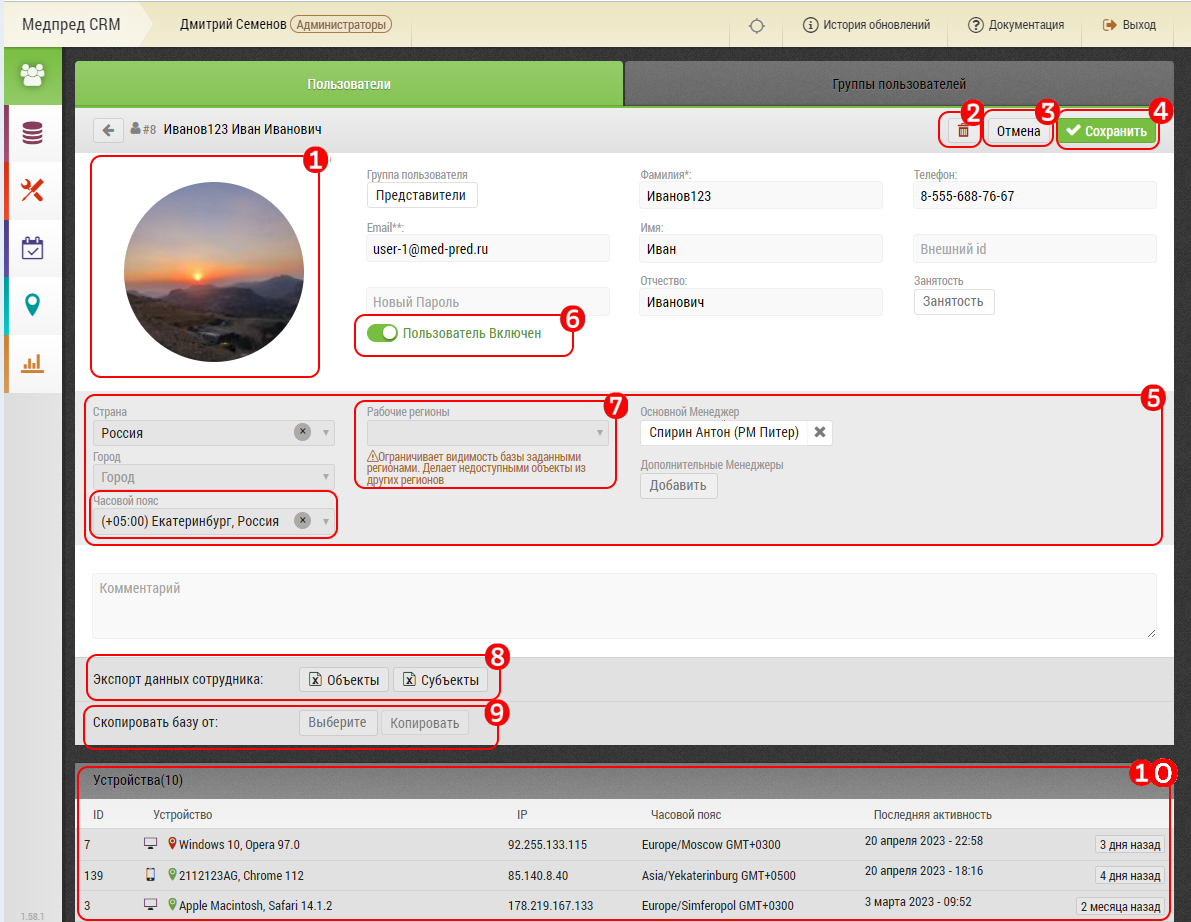 Медпред CRM
Дмитрий Семенов Администраторы
История обновлений
Документация
Выход
Пользователи
Группы пользователей
#8 Иванов123 Иван Иванович
2
Отмена
3
Сохранить
4
1
Группа пользователя
Представители
Фамилия*:
Иванов123
Телефон:
8-555-688-76-67
Email**:
user-1@med-pred.ru
Имя:
Иван
Внешний id
Новый Пароль
Отчество:
Иванович
Занятость
Занятость
6
Пользователь Включен
5
Страна
Россия
Город
Город
Часовой пояс
(+05:00) Екатеринбург, Россия
7
Рабочие регионы
Ограничивает видимость базы заданными
регионами. Делает недоступными объекты из
других регионов
Основной Менеджер
Спирин Антон (РМ Питер)
Дополнительные Менеджеры
Добавить
Комментарий
8
Экспорт данных сотрудника: Объекты Субъекты
9
Скопировать базу от: Выберите Копировать
10
Устройства(10)
ID Устройство IP Часовой пояс Последняя активность
7 Windows 10, Opera 97.0 92.255.133.115 Europe/Moscow GMT+0300 20 апреля 2023 - 22:58 3 дня назад
139 2112123AG, Chrome 112 85.140.8.40 Asia/Yekaterinburg GMT+0500 20 апреля 2023 - 18:16 4 дня назад
3 Apple Macintosh, Safari 14.1.2 178.219.167.133 Europe/Simferopol GMT+0300 3 марта 2023 - 09:52 2 месяца назад
1.58.1